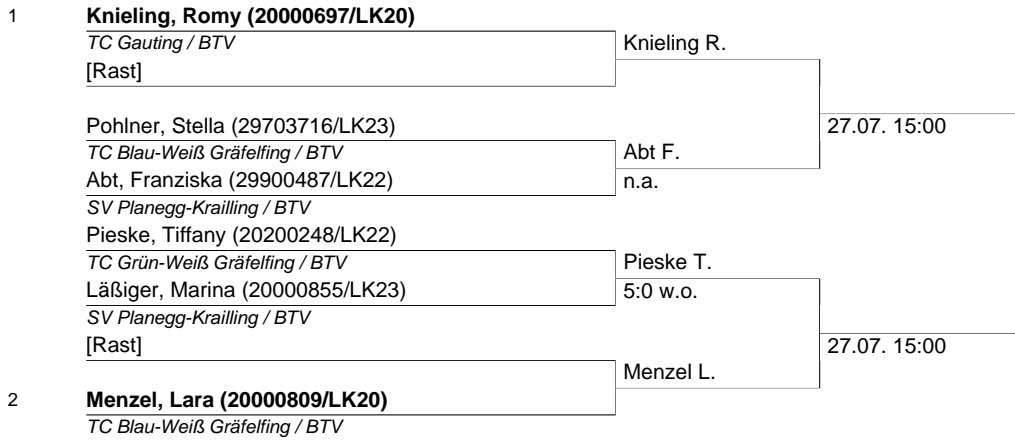 1 Knieling, Romy (20000697/LK20)
TC Gauting / BTV Knieling R.
[Rast]
Pohlner, Stella (29703716/LK23) 27.07. 15:00
TC Blau-Weiß Gräfelfing / BTV Abt F.
Abt, Franziska (29900487/LK22) n.a.
SV Planegg-Krailling / BTV
Pieske, Tiffany (20200248/LK22)
TC Grün-Weiß Gräfelfing / BTV Pieske T.
Läßiger, Marina (20000855/LK23) 5:0 w.o.
SV Planegg-Krailling / BTV
[Rast] 27.07. 15:00
Menzel L.
2 Menzel, Lara (20000809/LK20)
TC Blau-Weiß Gräfelfing / BTV